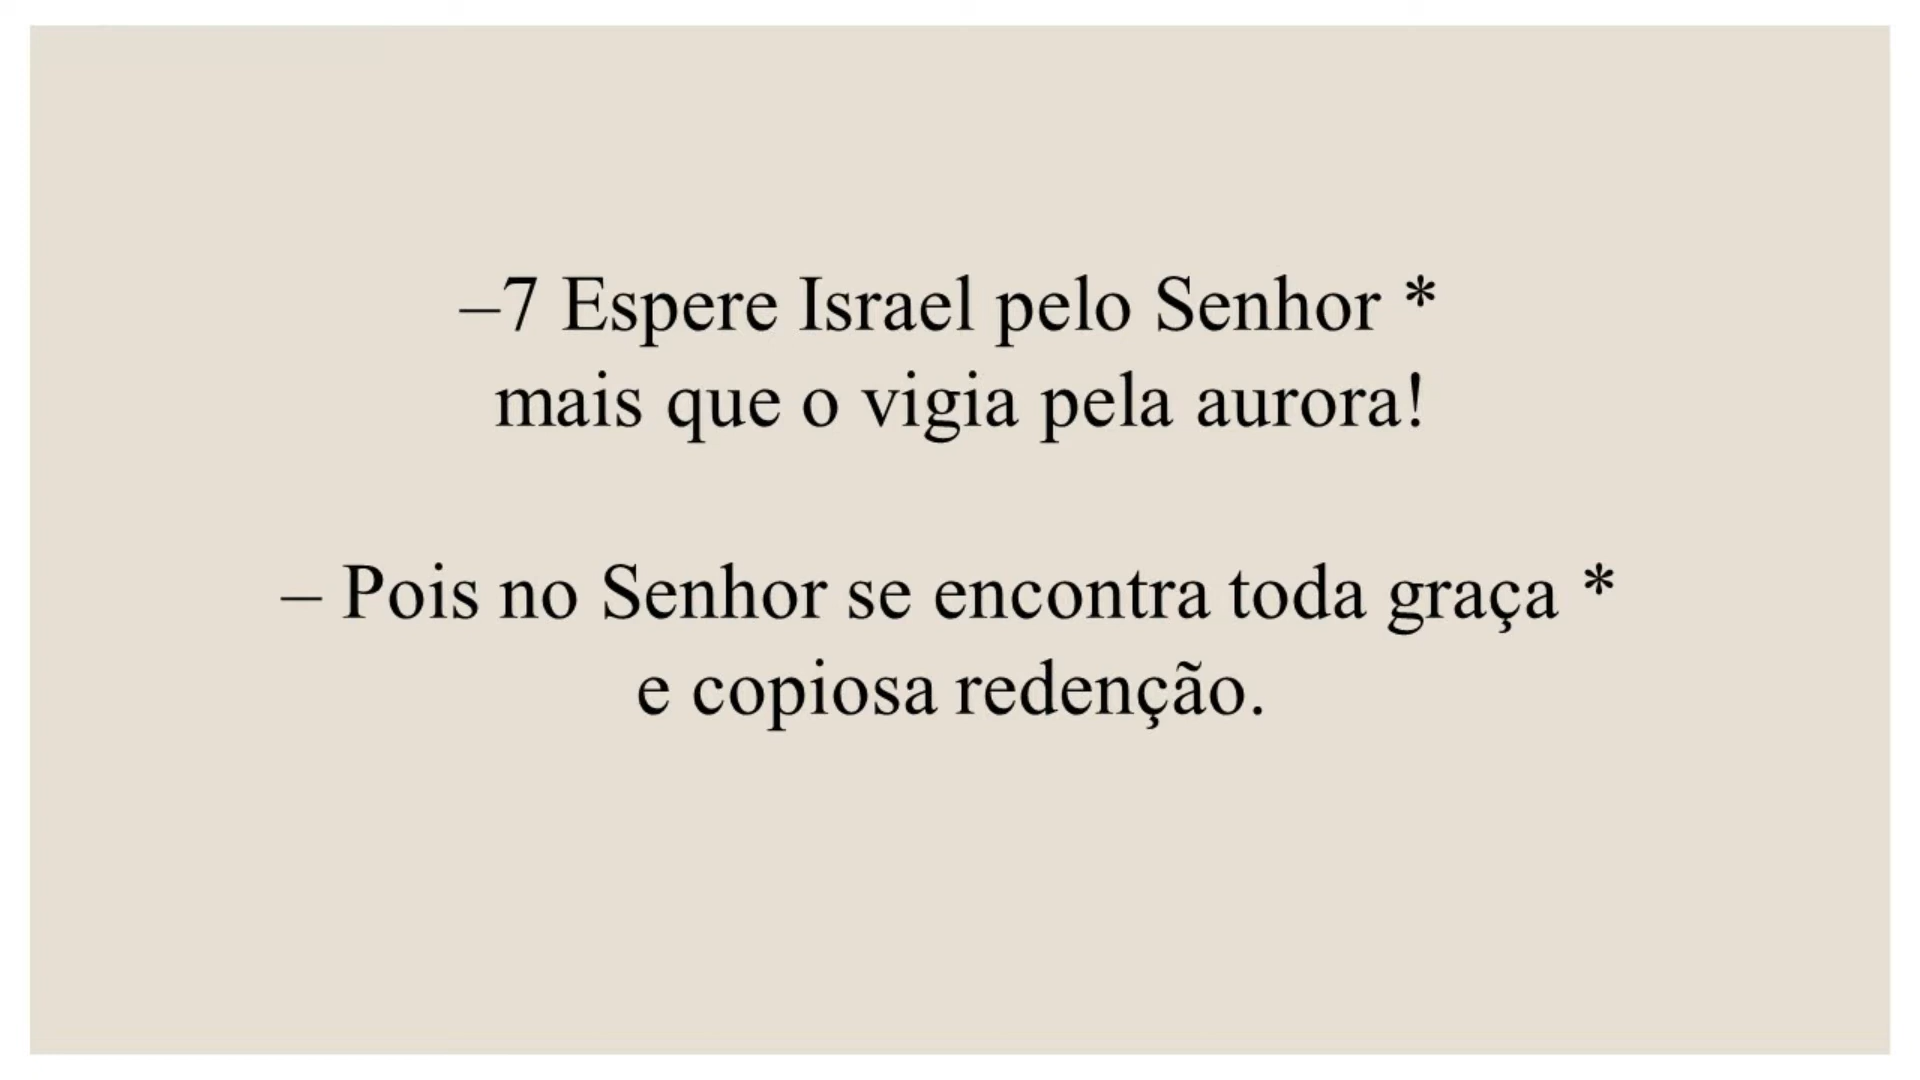 –7 Espere Israel pelo Senhor *
mais que o vigia pela aurora!
– Pois no Senhor se encontra toda graça *
e copiosa redenção.